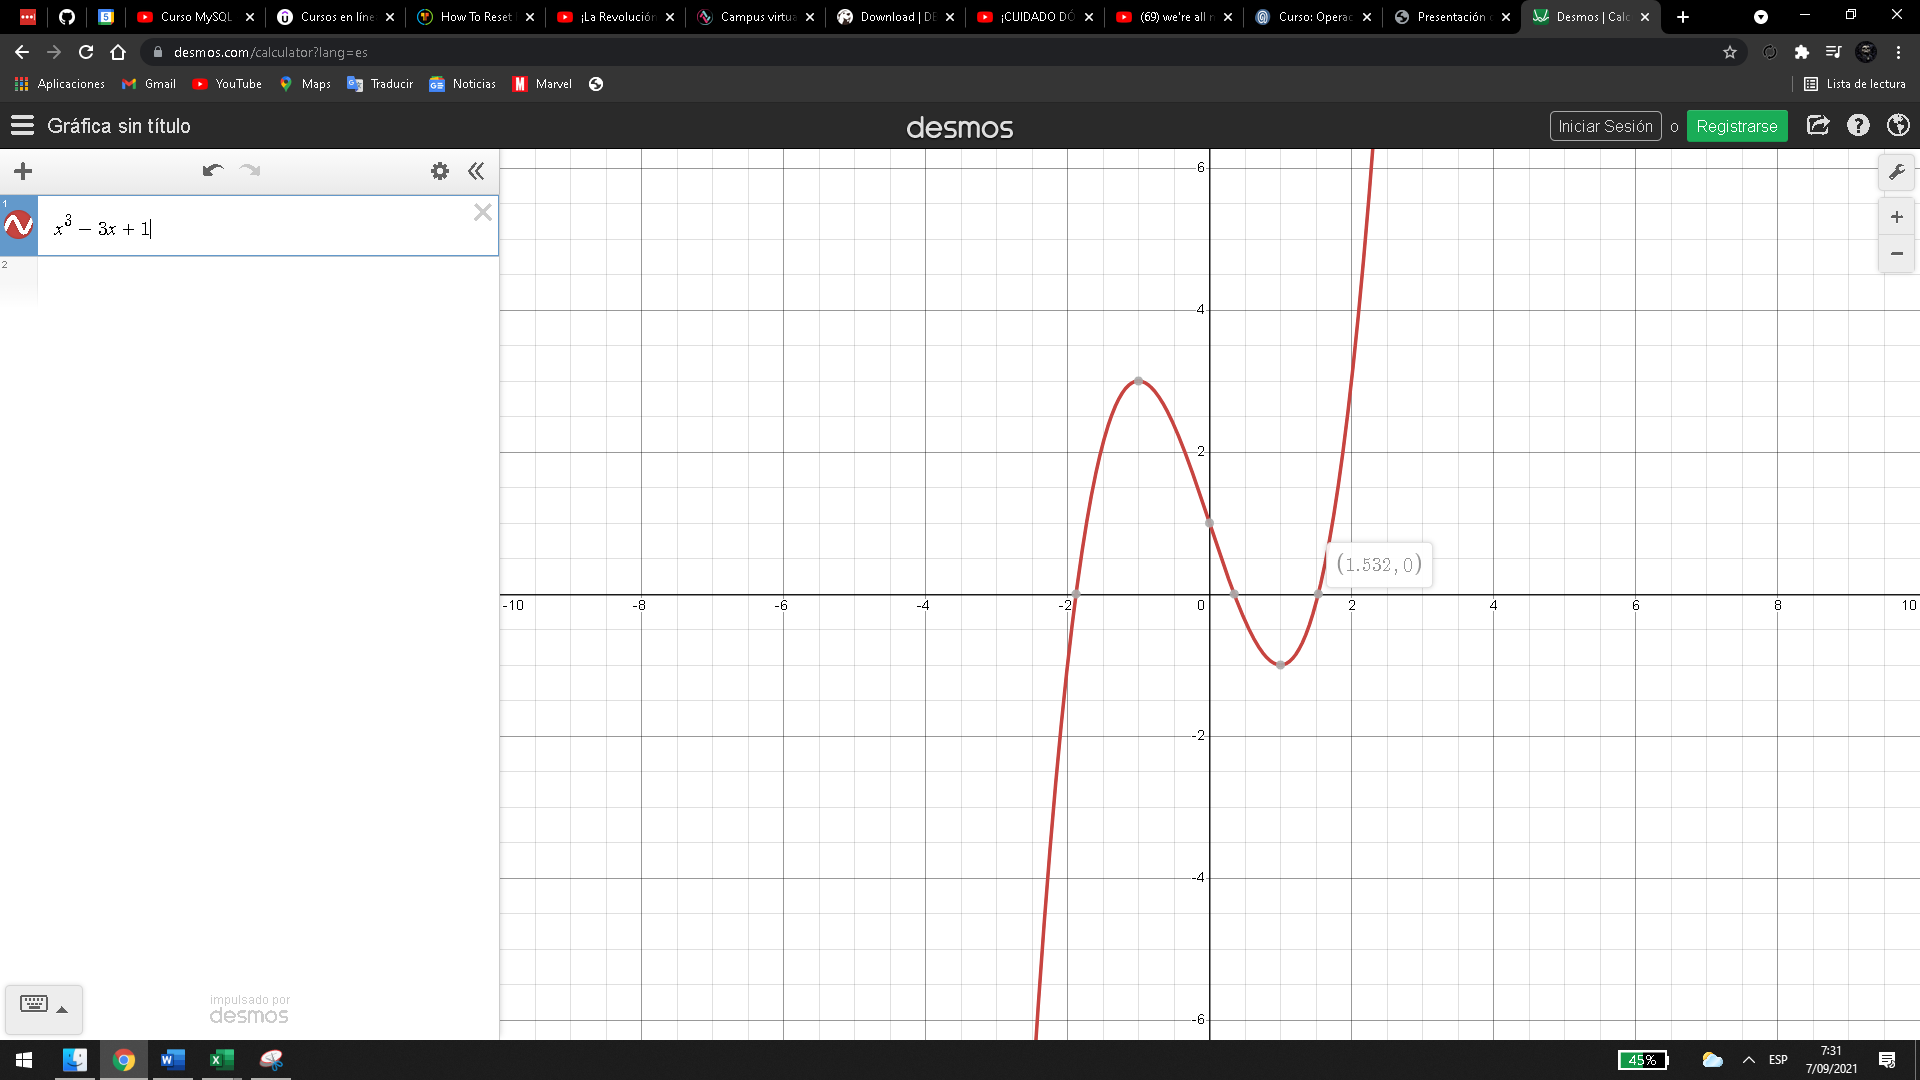 Curso MySQL
Cursos en líne
How To Reset
¡La Revolución
Campus virtua
Download | DB
¡CUIDADO DÓ
(69) we're all n
Curso: Operac
Presentación
Desmos | Calc
desmos.com/calculator?lang=es
Aplicaciones
Gmail
YouTube
Maps
Traducir
Noticias
Marvel
Lista de lectura
Gráfica sin título
desmos
Iniciar Sesión
o
Registrarse
1
x³ − 3x + 1
2
6
4
2
(1.532, 0)
-10 -8 -6 -4 -2 0 2 4 6 8 10
-2
-4
-6
impulsado por
desmos
45%
ESP
7:31
7/09/2021